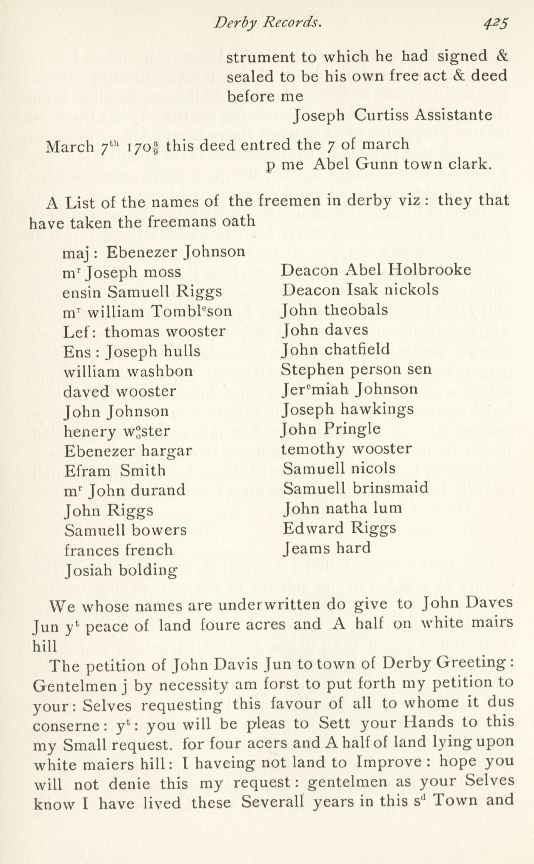 Derby Records. 425
strument to which he had signed &
sealed to be his own free act & deed
before me
Joseph Curtiss Assistante
March 7th 170 8/9 this deed entred the 7 of march
p me Abel Gunn town clark.
A List of the names of the freemen in derby viz : they that
have taken the freemans oath
maj : Ebenezer Johnson
mr Joseph moss
ensin Samuell Riggs
mr william Tombleson
Lef : thomas wooster
Ens : Joseph hulls
william washbon
daved wooster
John Johnson
henery woster
Ebenezer hargar
Efram Smith
mr John durand
John Riggs
Samuell bowers
frances french
Josiah bolding
Deacon Abel Holbrooke
Deacon Isak nickols
John theobals
John daves
John chatfield
Stephen person sen
Jeremiah Johnson
Joseph hawkings
John Pringle
temothy wooster
Samuell nicols
Samuell brinsmaid
John natha lum
Edward Riggs
Jeams hard
We whose names are underwritten do give to John Daves
Jun yt peace of land foure acres and A half on white mairs
hill
The petition of John Davis Jun to town of Derby Greeting :
Gentelmen j by necessity am forst to put forth my petition to
your : Selves requesting this favour of all to whome it dus
conserne : yt : you will be pleas to Sett your Hands to this
my Small request. for four acers and A half of land lying upon
white maiers hill : I haveing not land to Improve : hope you
will not denie this my request : gentelmen as your Selves
know I have lived these Severall years in this sd Town and